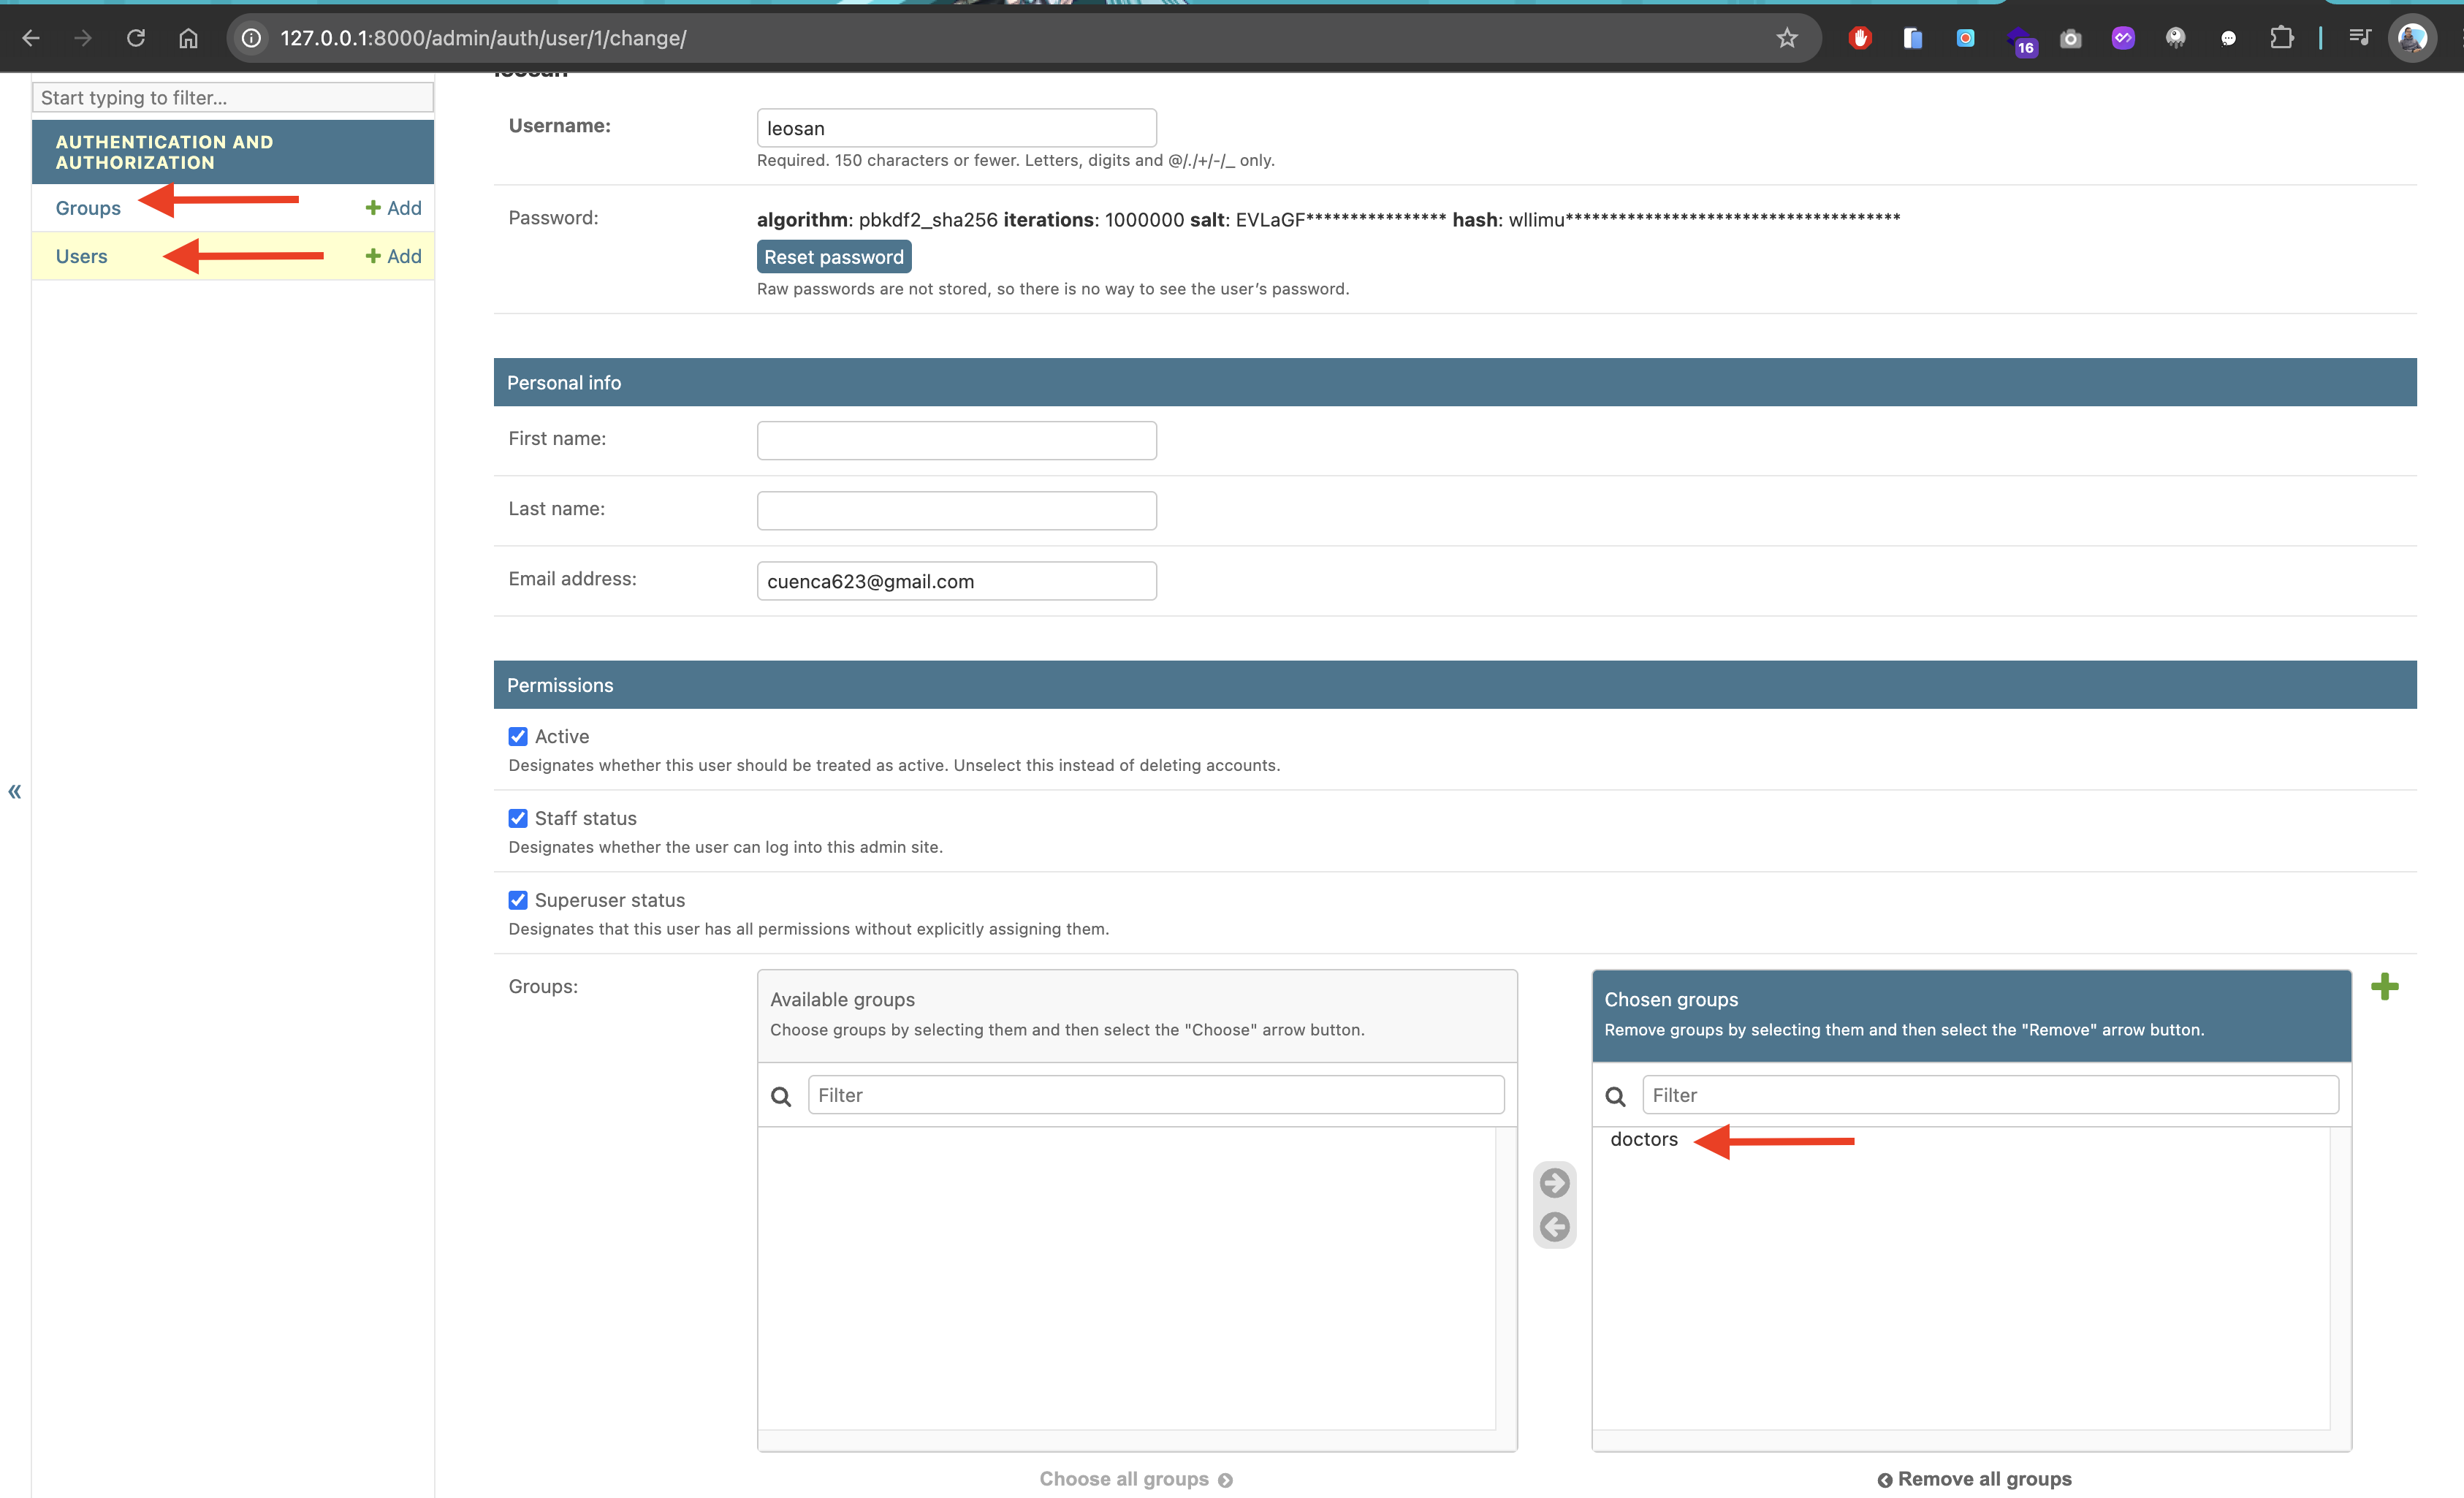 127.0.0.1:8000/admin/auth/user/1/change/
16
leosan
Start typing to filter...
AUTHENTICATION AND
AUTHORIZATION
Groups
Add
Users
Add
Username:
leosan
Required. 150 characters or fewer. Letters, digits and @/./+/-/_ only.
Password:
algorithm: pbkdf2_sha256 iterations: 1000000 salt: EVLaGF**************** hash: wllimu**************************************
Reset password
Raw passwords are not stored, so there is no way to see the user’s password.
Personal info
First name:
Last name:
Email address:
cuenca623@gmail.com
Permissions
Active
Designates whether this user should be treated as active. Unselect this instead of deleting accounts.
Staff status
Designates whether the user can log into this admin site.
Superuser status
Designates that this user has all permissions without explicitly assigning them.
Groups:
Available groups
Choose groups by selecting them and then select the "Choose" arrow button.
Filter
Choose all groups
Chosen groups
Remove groups by selecting them and then select the "Remove" arrow button.
Filter
doctors
Remove all groups